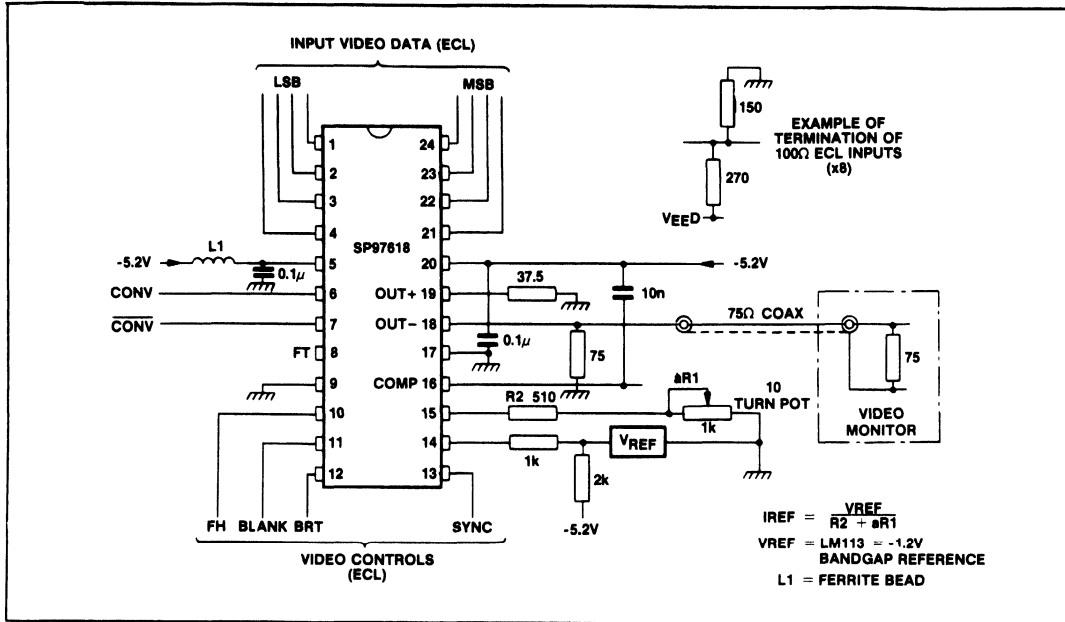 INPUT VIDEO DATA (ECL)
LSB
MSB
1
2
3
4
5
6
7
8
9
10
11
12
24
23
22
21
20
OUT+ 19
OUT- 18
17
COMP 16
15
14
13
SP97618
-5.2V
L1
0.1µ
CONV
CONV
FT
FH
BLANK
BRT
SYNC
VIDEO CONTROLS
(ECL)
-5.2V
37.5
10n
0.1µ
75
75Ω COAX
75
VIDEO
MONITOR
R2 510
aR1
10
TURN POT
1k
1k
VREF
2k
-5.2V
150
270
VEED
EXAMPLE OF
TERMINATION OF
100Ω ECL INPUTS
(x8)
IREF = VREF
R2 + aR1
VREF = LM113 = -1.2V
BANDGAP REFERENCE
L1 = FERRITE BEAD